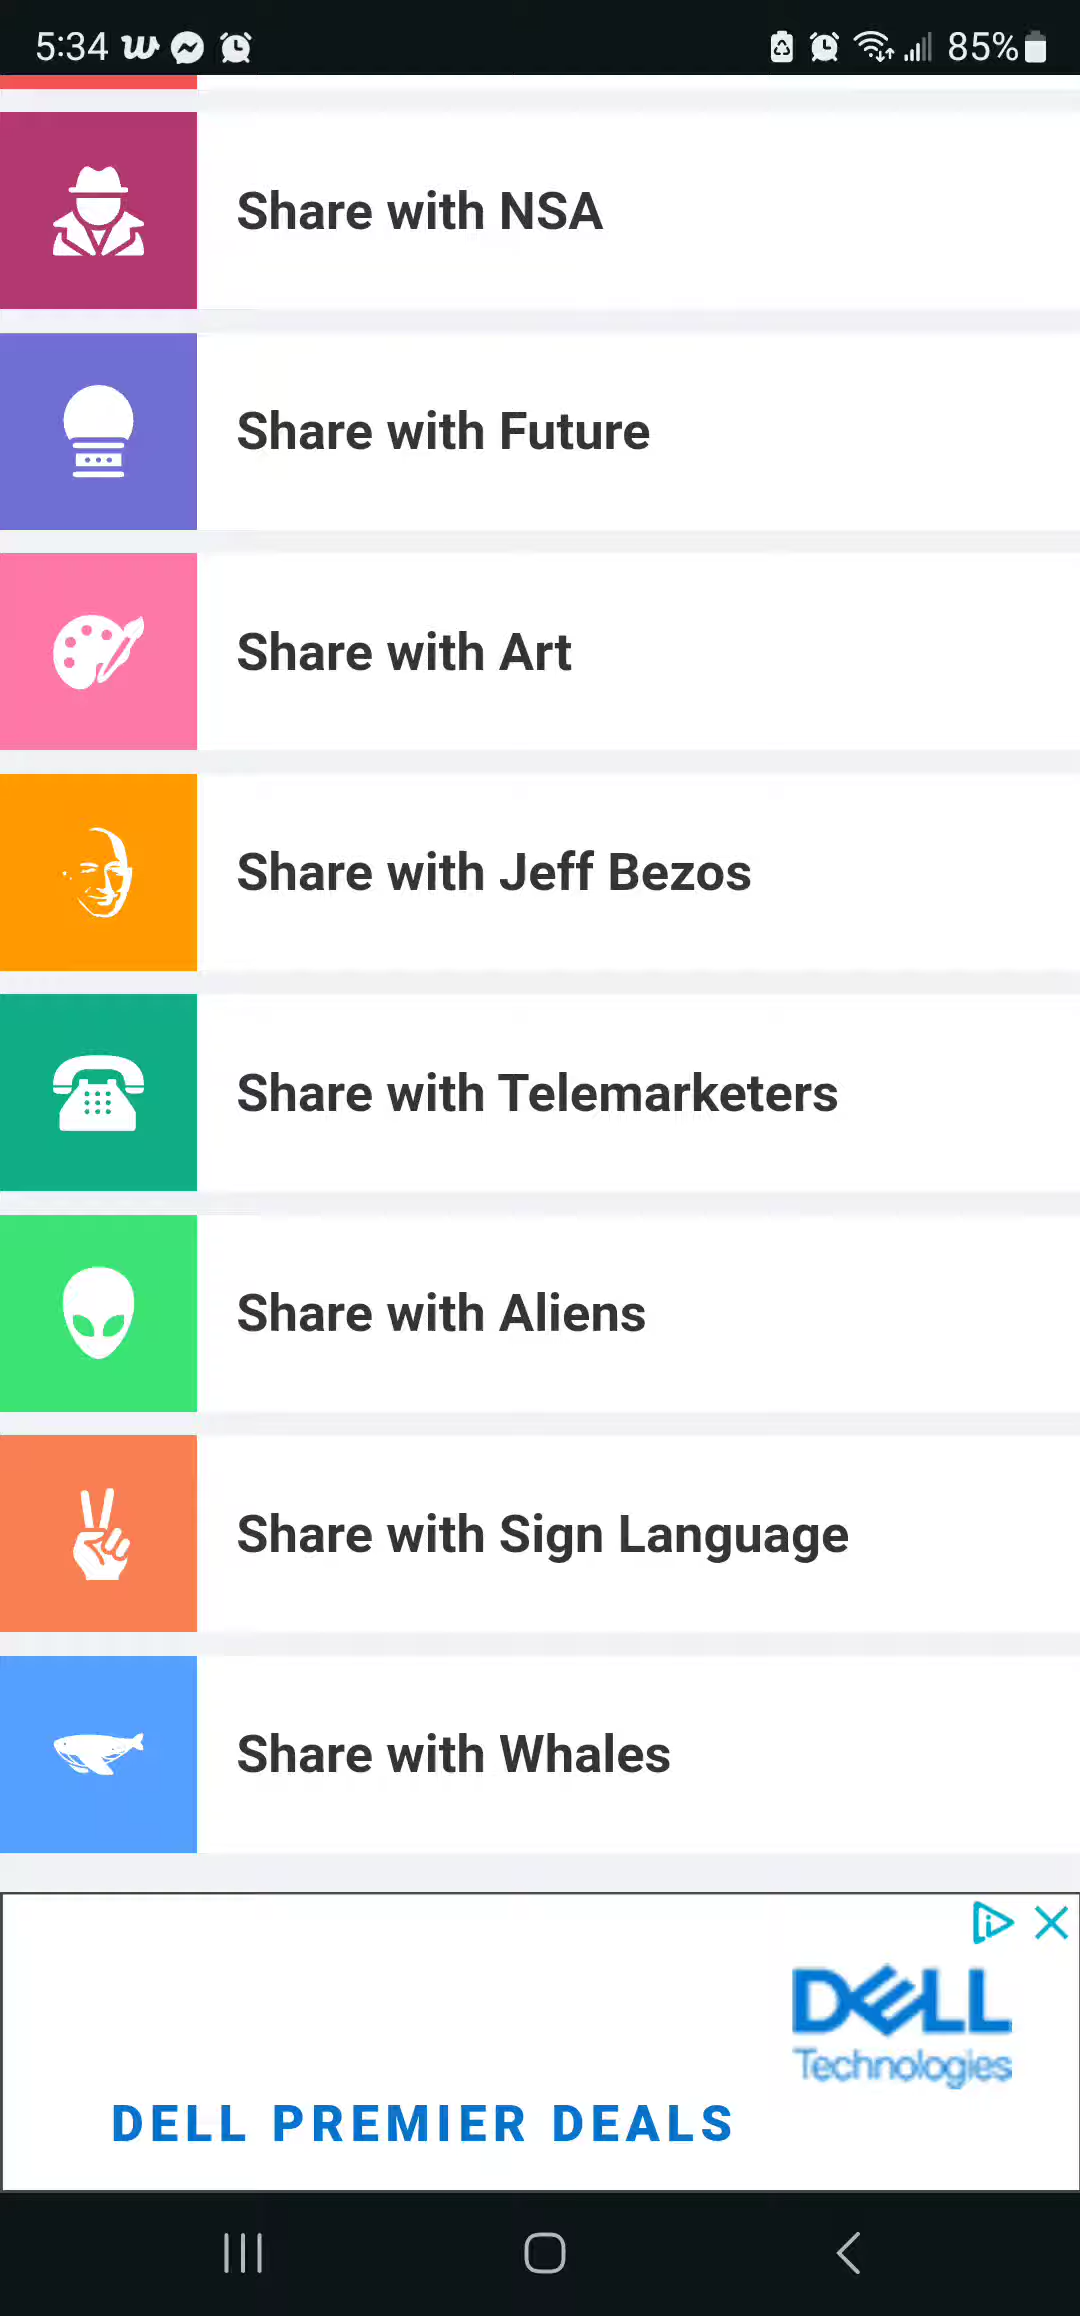 5:34
85%
Share with NSA
Share with Future
Share with Art
Share with Jeff Bezos
Share with Telemarketers
Share with Aliens
Share with Sign Language
Share with Whales
DELL
Technologies
DELL PREMIER DEALS